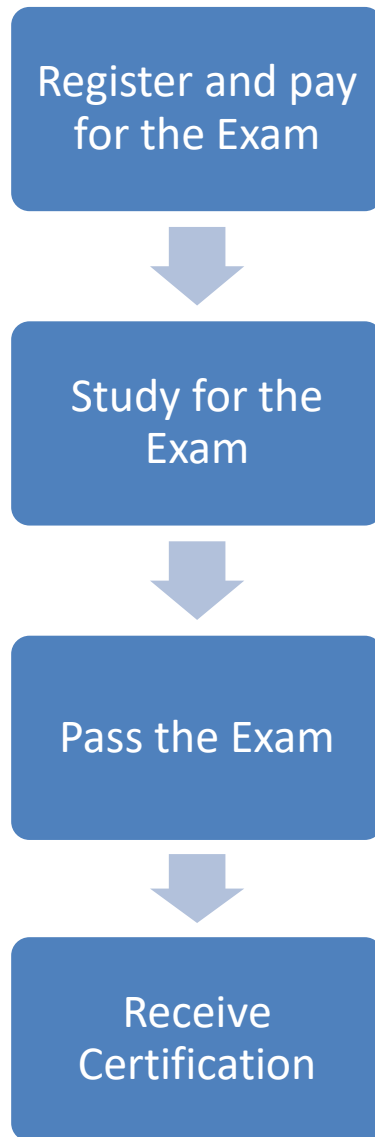 Register and pay
for the Exam
Study for the
Exam
Pass the Exam
Receive
Certification